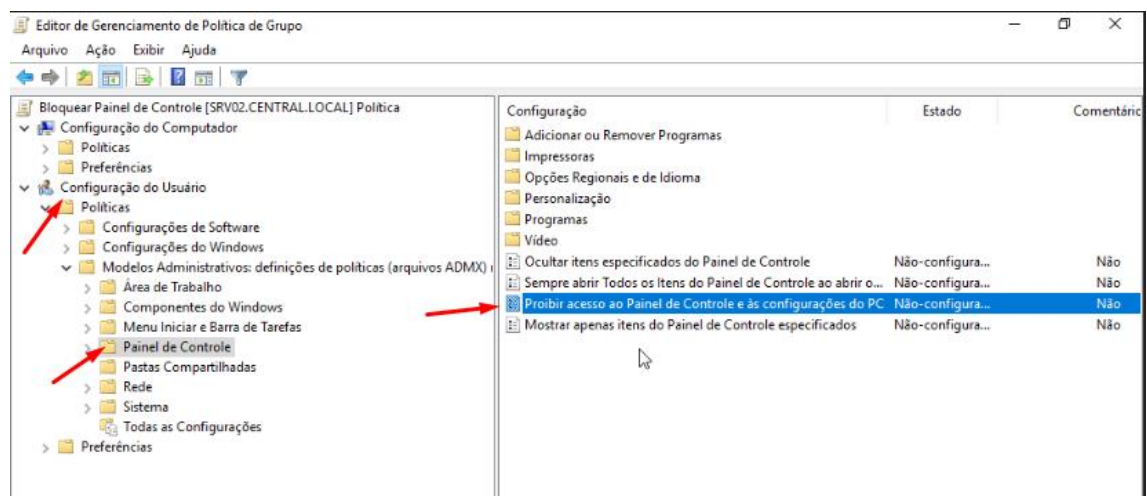 Editor de Gerenciamento de Política de Grupo
Arquivo Ação Exibir Ajuda
Bloquear Painel de Controle [SRV02.CENTRAL.LOCAL] Política
Configuração do Computador
Políticas
Preferências
Configuração do Usuário
Políticas
Configurações de Software
Configurações do Windows
Modelos Administrativos: definições de políticas (arquivos ADMX)
Área de Trabalho
Componentes do Windows
Menu Iniciar e Barra de Tarefas
Painel de Controle
Pastas Compartilhadas
Rede
Sistema
Todas as Configurações
Preferências
Configuração Estado Comentáric
Adicionar ou Remover Programas
Impressoras
Opções Regionais e de Idioma
Personalização
Programas
Vídeo
Ocultar itens especificados do Painel de Controle Não-configura... Não
Sempre abrir Todos os Itens do Painel de Controle ao abrir o... Não-configura... Não
Proibir acesso ao Painel de Controle e às configurações do PC Não-configura... Não
Mostrar apenas itens do Painel de Controle especificados Não-configura... Não